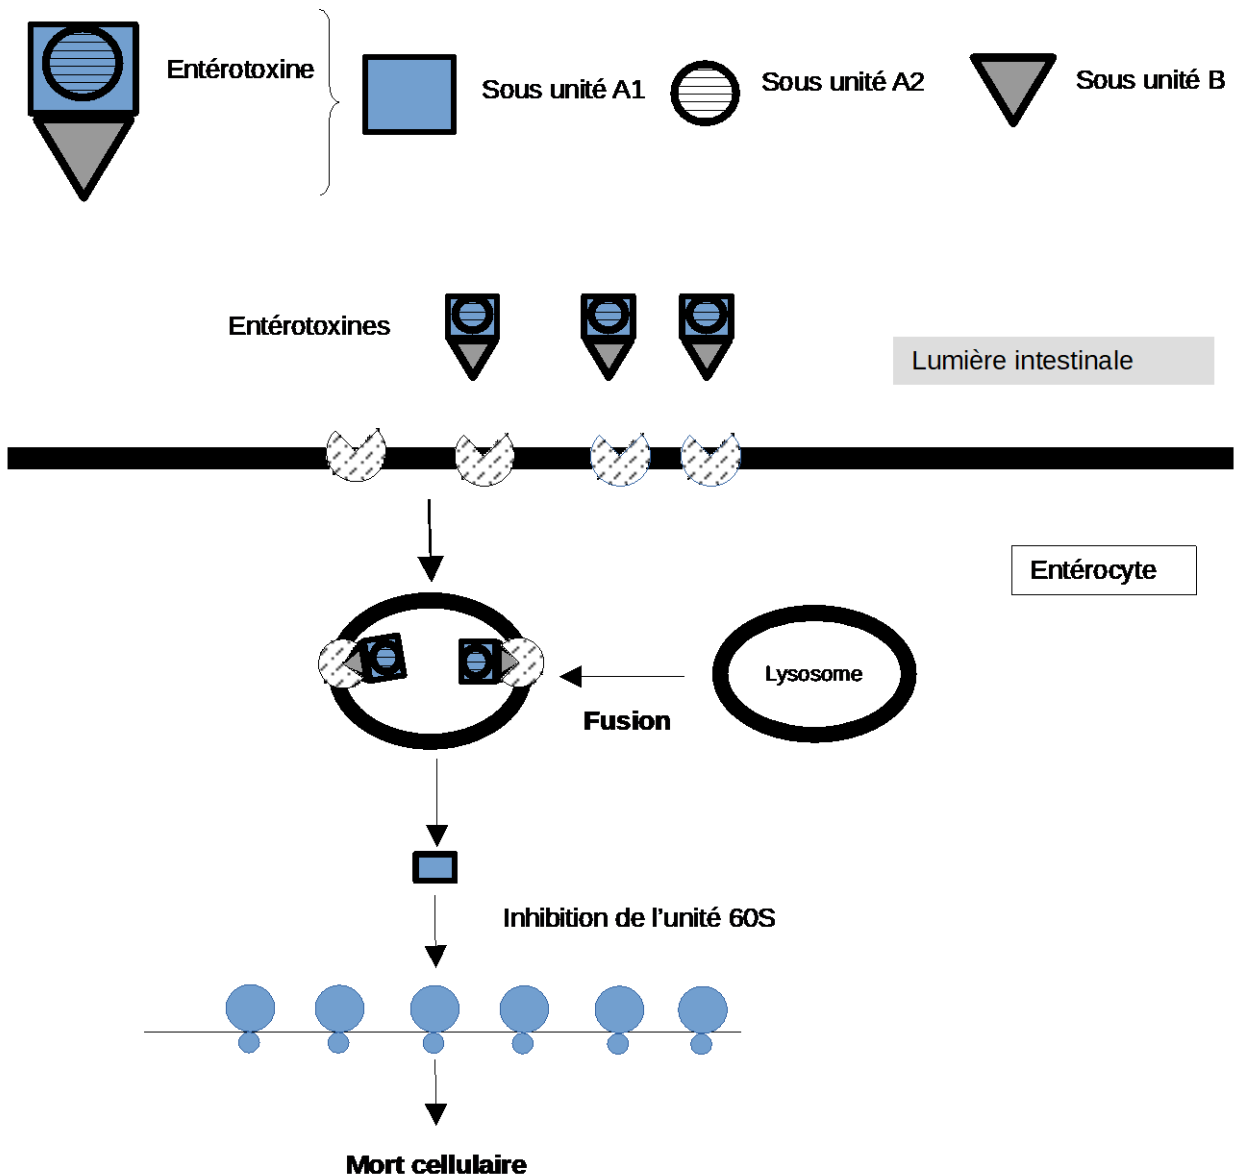 Entérotoxine
Sous unité A1
Sous unité A2
Sous unité B
Entérotoxines
Lumière intestinale
Entérocyte
Lysosome
Fusion
Inhibition de l'unité 60S
Mort cellulaire